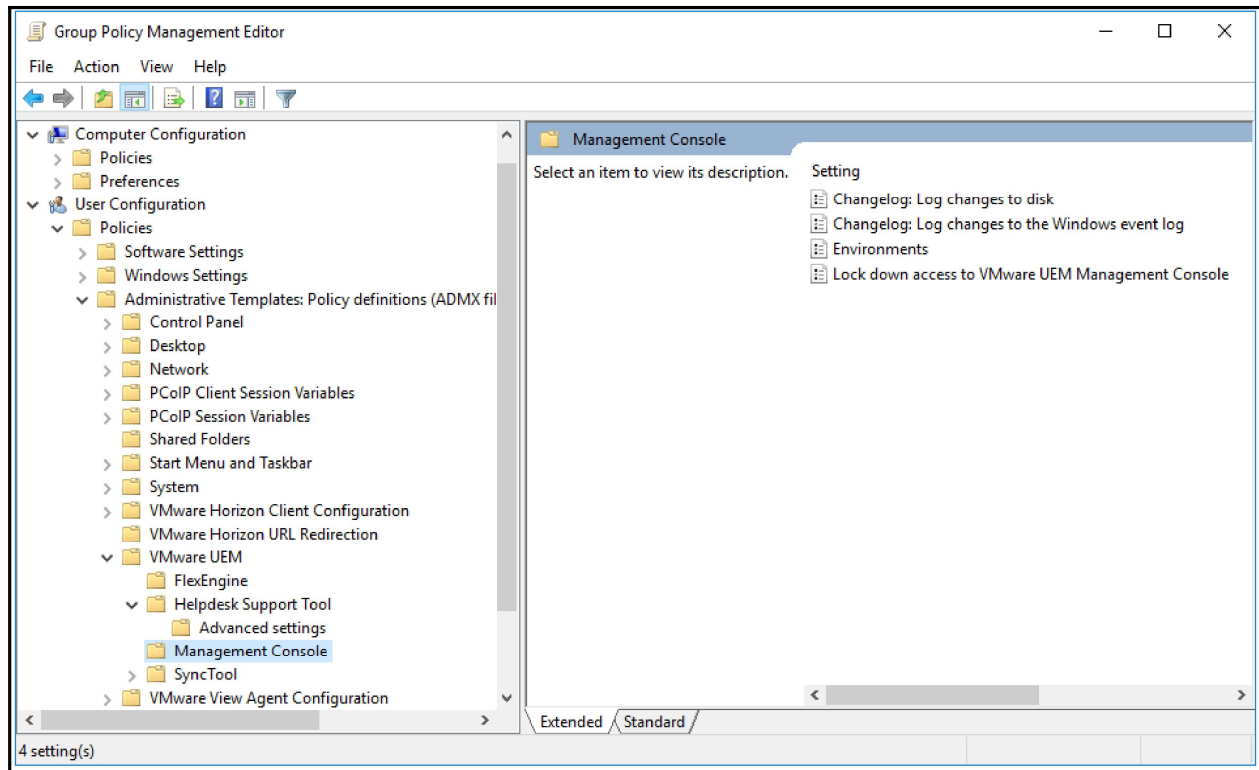 Group Policy Management Editor
File Action View Help
Computer Configuration
Policies
Preferences
User Configuration
Policies
Software Settings
Windows Settings
Administrative Templates: Policy definitions (ADMX fil
Control Panel
Desktop
Network
PCoIP Client Session Variables
PCoIP Session Variables
Shared Folders
Start Menu and Taskbar
System
VMware Horizon Client Configuration
VMware Horizon URL Redirection
VMware UEM
FlexEngine
Helpdesk Support Tool
Advanced settings
Management Console
SyncTool
VMware View Agent Configuration
Management Console
Select an item to view its description.
Setting
Changelog: Log changes to disk
Changelog: Log changes to the Windows event log
Environments
Lock down access to VMware UEM Management Console
Extended Standard
4 setting(s)